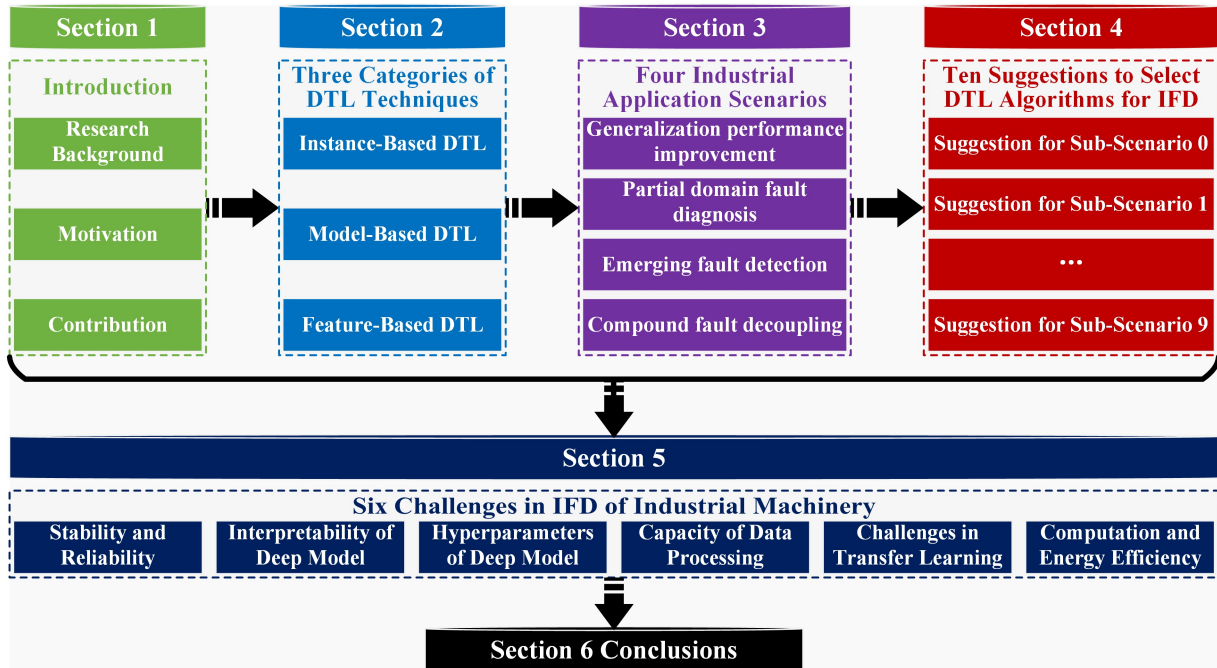 Section 1
Introduction
Research
Background
Motivation
Contribution
Section 2
Three Categories of
DTL Techniques
Instance-Based DTL
Model-Based DTL
Feature-Based DTL
Section 3
Four Industrial
Application Scenarios
Generalization performance
improvement
Partial domain fault
diagnosis
Emerging fault detection
Compound fault decoupling
Section 4
Ten Suggestions to Select
DTL Algorithms for IFD
Suggestion for Sub-Scenario 0
Suggestion for Sub-Scenario 1
...
Suggestion for Sub-Scenario 9
Section 5
Six Challenges in IFD of Industrial Machinery
Stability and
Reliability
Interpretability of
Deep Model
Hyperparameters
of Deep Model
Capacity of Data
Processing
Challenges in
Transfer Learning
Computation and
Energy Efficiency
Section 6 Conclusions